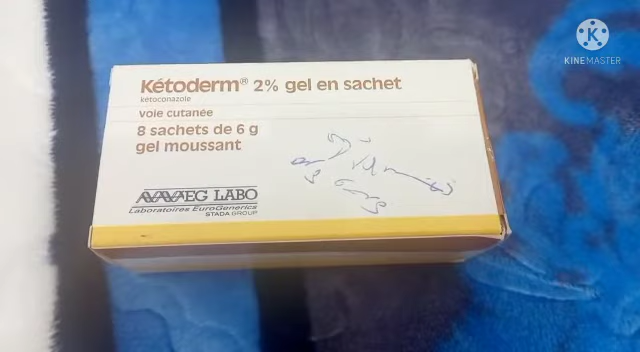 KINEMASTER
Kétoderm® 2% gel en sachet
kétoconazole
voie cutanée
8 sachets de 6 g
gel moussant
EG LABO
Laboratoires EuroGenerics
STADA GROUP